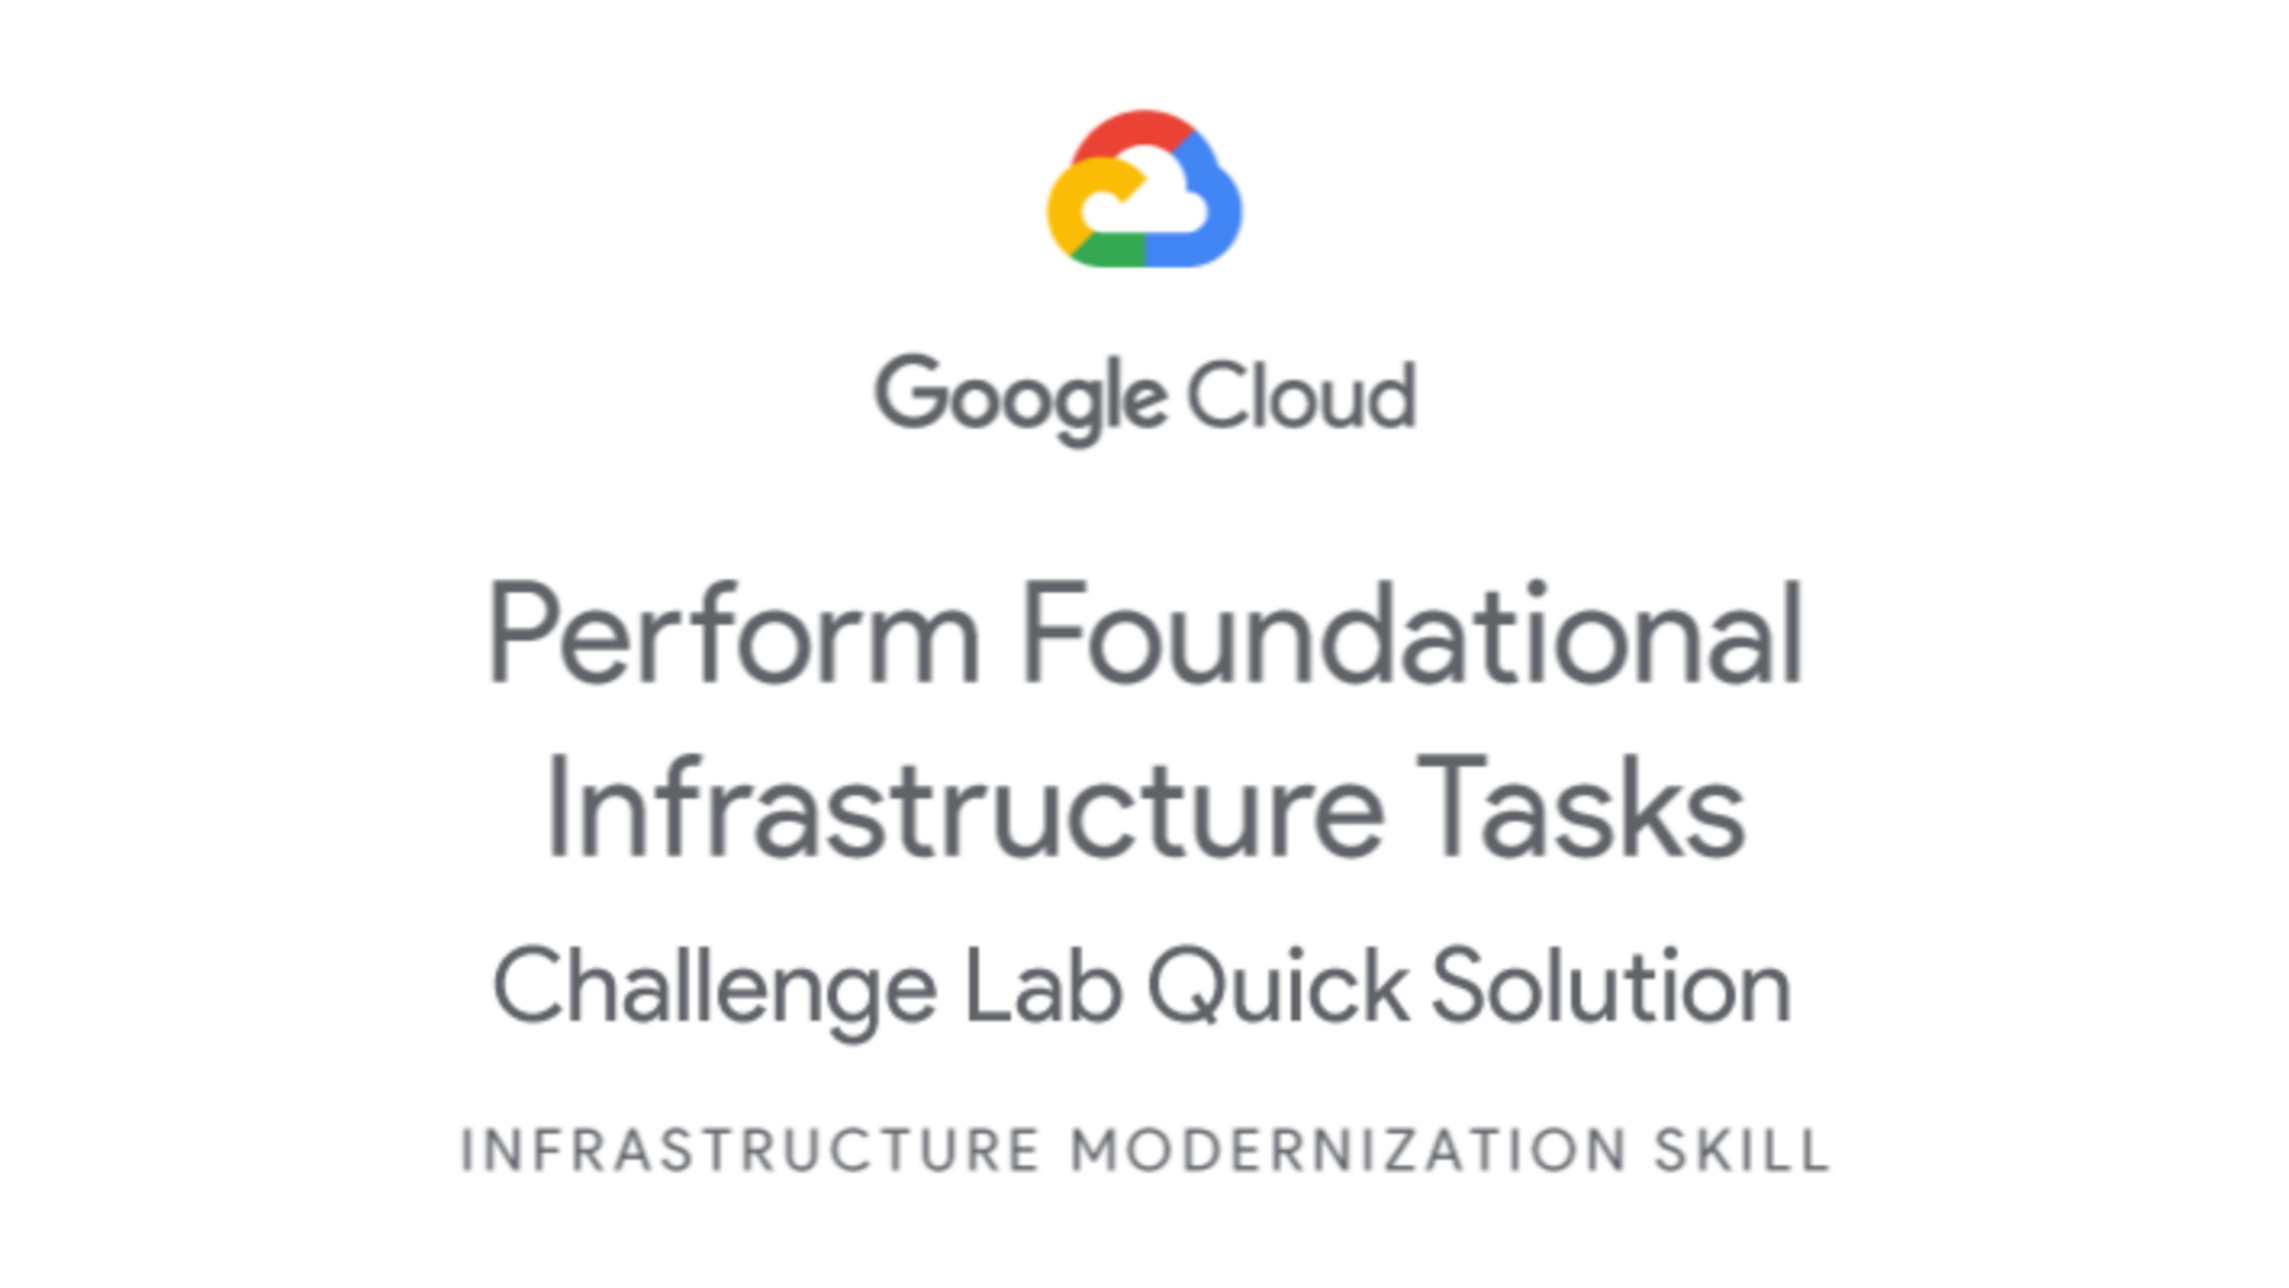 Google Cloud
Perform Foundational
Infrastructure Tasks
Challenge Lab Quick Solution
INFRASTRUCTURE MODERNIZATION SKILL